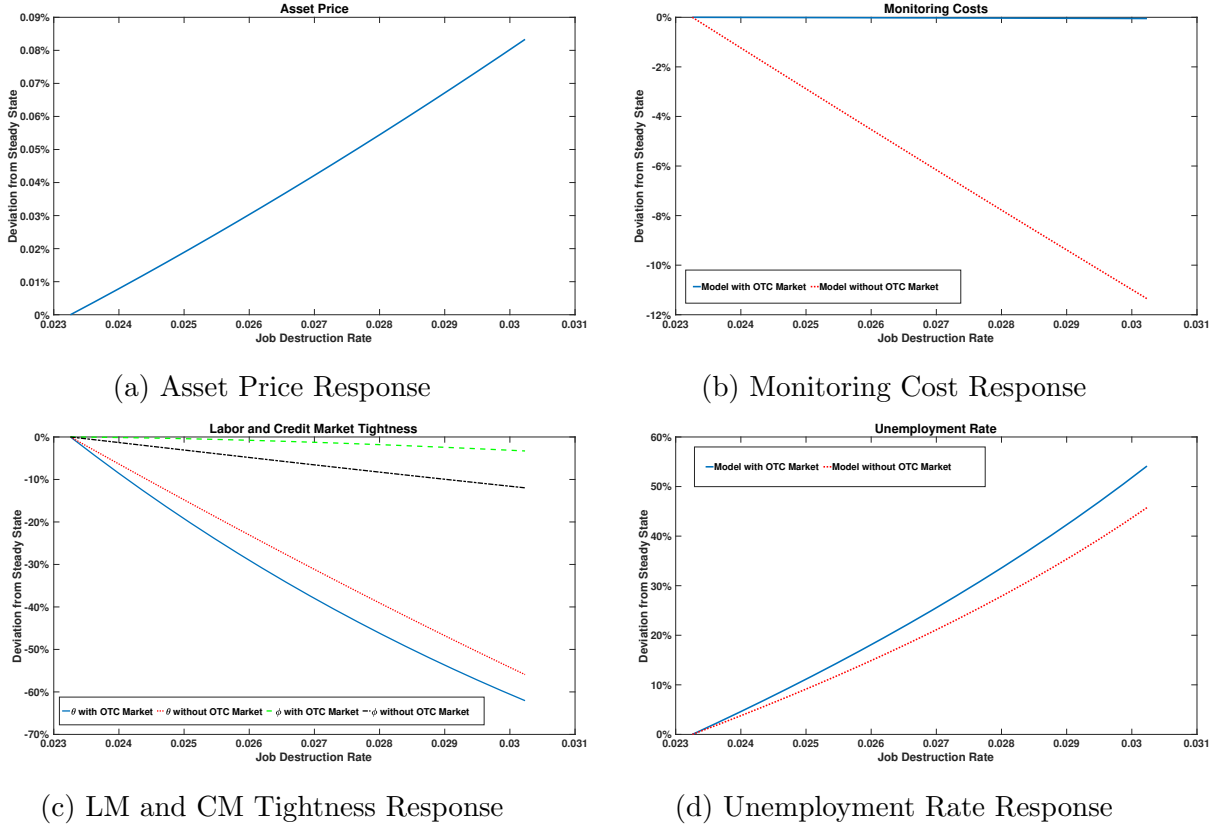 Asset Price
Deviation from Steady State
0.09%
0.08%
0.07%
0.06%
0.05%
0.04%
0.03%
0.02%
0.01%
0%
0.023 0.024 0.025 0.026 0.027 0.028 0.029 0.03 0.031
Job Destruction Rate
(a) Asset Price Response
Monitoring Costs
Deviation from Steady State
0%
-2%
-4%
-6%
-8%
-10%
-12%
Model with OTC Market Model without OTC Market
0.023 0.024 0.025 0.026 0.027 0.028 0.029 0.03 0.031
Job Destruction Rate
(b) Monitoring Cost Response
Labor and Credit Market Tightness
Deviation from Steady State
0%
-10%
-20%
-30%
-40%
-50%
-60%
-70%
θ with OTC Market θ without OTC Market ϕ with OTC Market ϕ without OTC Market
0.023 0.024 0.025 0.026 0.027 0.028 0.029 0.03 0.031
Job Destruction Rate
(c) LM and CM Tightness Response
Unemployment Rate
Deviation from Steady State
60%
50%
40%
30%
20%
10%
0%
Model with OTC Market Model without OTC Market
0.023 0.024 0.025 0.026 0.027 0.028 0.029 0.03 0.031
Job Destruction Rate
(d) Unemployment Rate Response